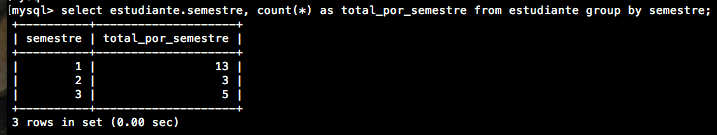 [mysql> select estudiante.semestre, count(*) as total_por_semestre from estudiante group by semestre;
+----------+--------------------+
| semestre | total_por_semestre |
+----------+--------------------+
|        1 |                 13 |
|        2 |                  3 |
|        3 |                  5 |
+----------+--------------------+
3 rows in set (0.00 sec)